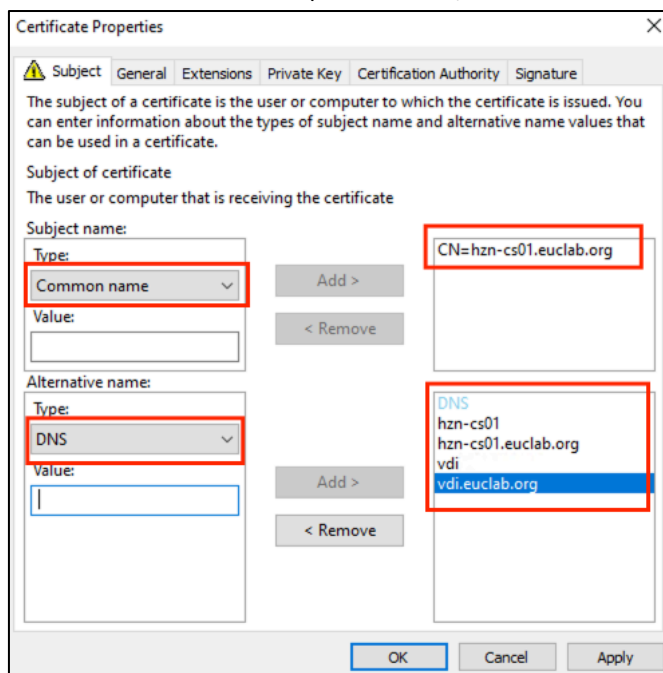 Certificate Properties
Subject General Extensions Private Key Certification Authority Signature
The subject of a certificate is the user or computer to which the certificate is issued. You
can enter information about the types of subject name and alternative name values that
can be used in a certificate.
Subject of certificate
The user or computer that is receiving the certificate
Subject name:
Type:
Common name
Value:
Add >
< Remove
CN=hzn-cs01.euclab.org
Alternative name:
Type:
DNS
Value:
Add >
< Remove
DNS
hzn-cs01
hzn-cs01.euclab.org
vdi
vdi.euclab.org
OK Cancel Apply